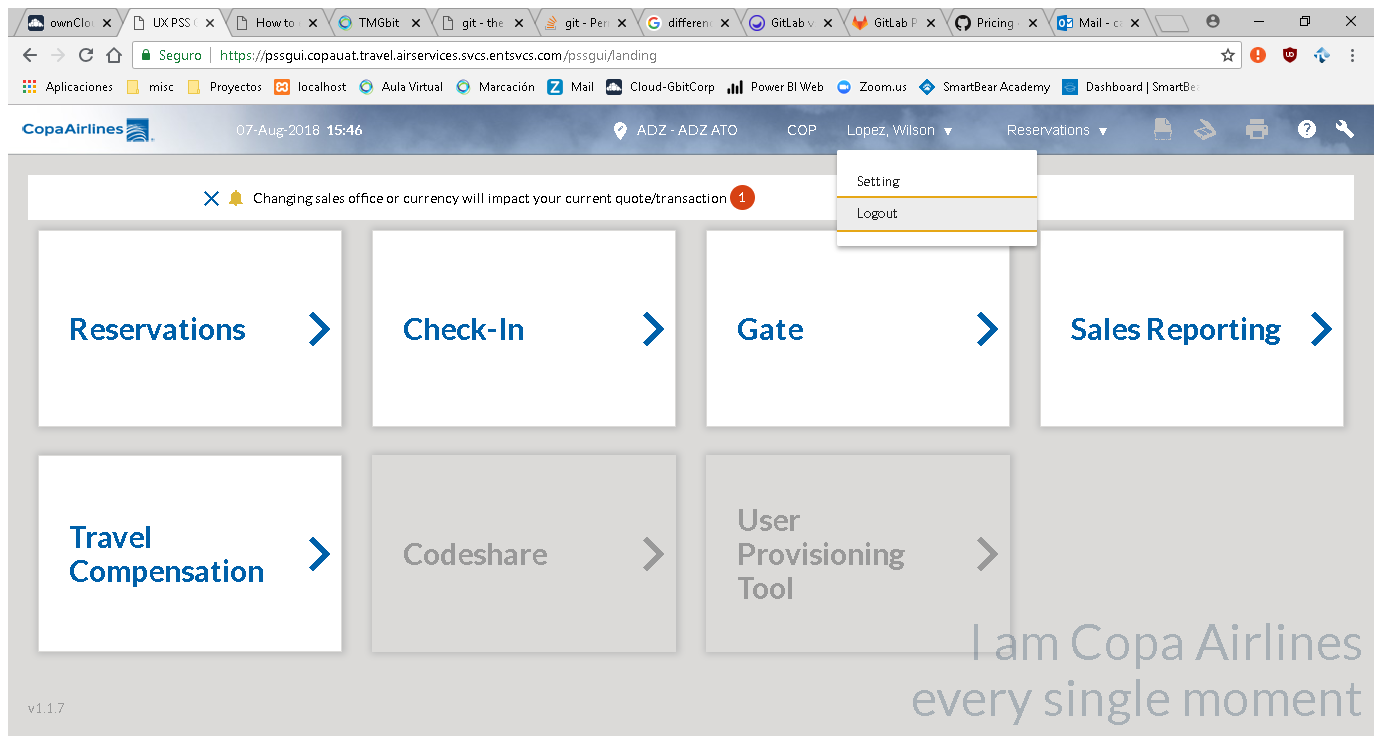 ownClou
UX PSS
How to
TMGbit
git - the
git - Per
differen
GitLab v
GitLab P
Pricing
Mail - c
Seguro
https://pssgui.copauat.travel.airservices.svcs.entsvcs.com/pssgui/landing
Aplicaciones
misc
Proyectos
localhost
Aula Virtual
Marcación
Mail
Cloud-GbitCorp
Power BI Web
Zoom.us
SmartBear Academy
Dashboard | SmartBe
CopaAirlines
07-Aug-2018 15:46
ADZ - ADZ ATO
COP
Lopez, Wilson
Reservations
Setting
Logout
Changing sales office or currency will impact your current quote/transaction 1
Reservations
Check-In
Gate
Sales Reporting
Travel
Compensation
Codeshare
User
Provisioning
Tool
I am Copa Airlines
every single moment
v1.1.7